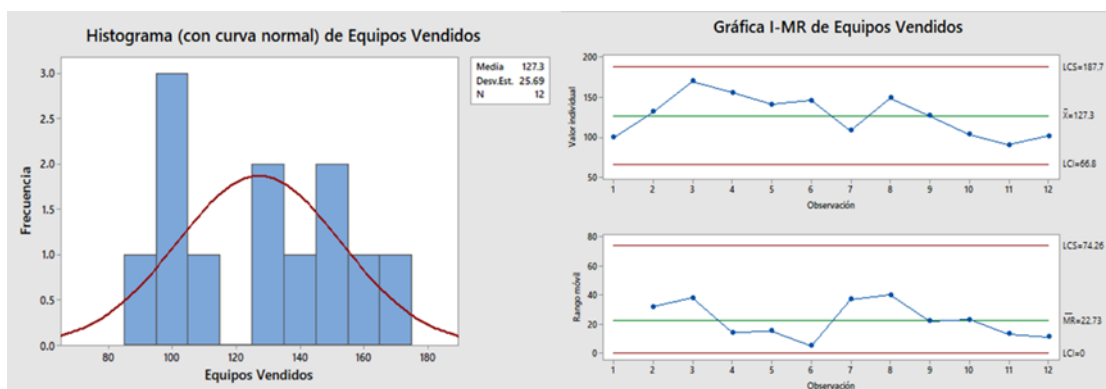 Histograma (con curva normal) de Equipos Vendidos
Media 127.3
Desv.Est. 25.69
N 12
Frecuencia
3.0
2.5
2.0
1.5
1.0
0.5
0.0
80 100 120 140 160 180
Equipos Vendidos
Gráfica I-MR de Equipos Vendidos
Valor individual
200
150
100
50
LCS=187.7
X̄=127.3
LCI=66.8
1 2 3 4 5 6 7 8 9 10 11 12
Observación
Rango móvil
80
60
40
20
0
LCS=74.26
M̅R̅=22.73
LCI=0
1 2 3 4 5 6 7 8 9 10 11 12
Observación